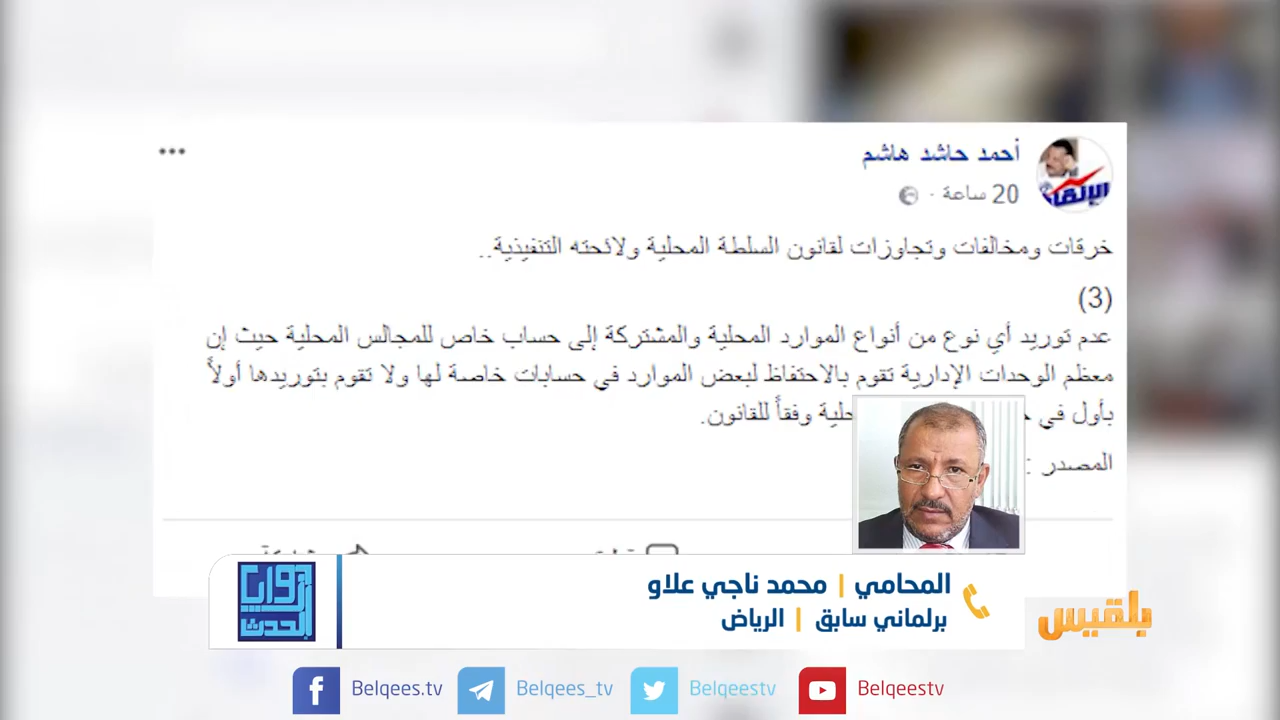 أحمد حاشد هاشم
20 ساعة ·
الإنقاذ
خرقات ومخالفات وتجاوزات لقانون السلطة المحلية ولائحته التنفيذية..
(3)
عدم توريد أي نوع من أنواع الموارد المحلية والمشتركة إلى حساب خاص للمجالس المحلية حيث إن
معظم الوحدات الإدارية تقوم بالاحتفاظ لبعض الموارد في حسابات خاصة لها ولا تقوم بتوريدها أولاً
بأول في وفقاً للقانون.
المصدر :
المحامي | محمد ناجي علاو
برلماني سابق | الرياض
زوايا الحدث
بلقيس
Belqees.tv Belqees_tv Belqeestv Belqeestv